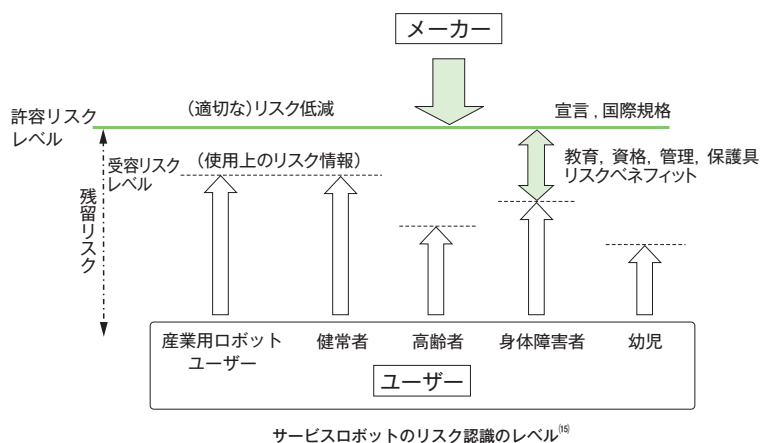 メーカー
(適切な)リスク低減
宣言,国際規格
許容リスク
レベル
受容リスク
レベル
(使用上のリスク情報)
教育,資格,管理,保護具
リスクベネフィット
残留リスク
産業用ロボット
ユーザー
健常者
高齢者
身体障害者
幼児
ユーザー
サービスロボットのリスク認識のレベル(15)